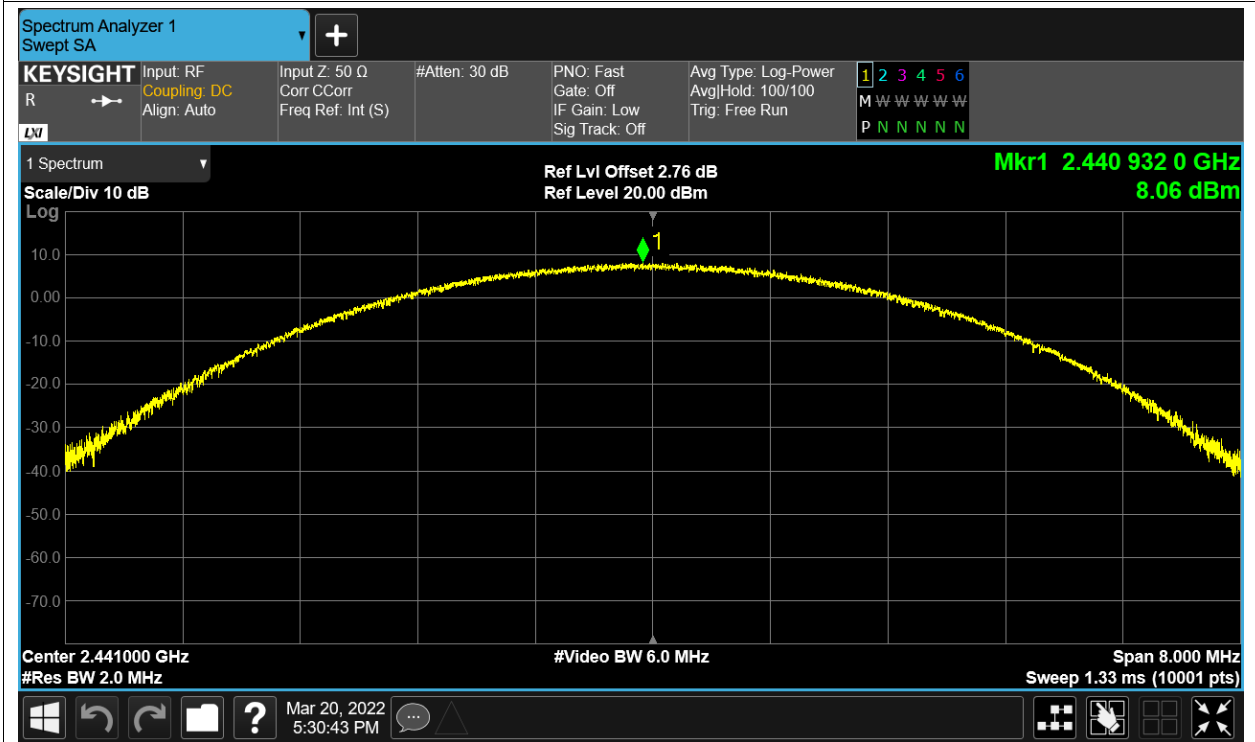 Spectrum Analyzer 1
Swept SA
+
KEYSIGHT Input: RF Input Z: 50 Ω #Atten: 30 dB PNO: Fast Avg Type: Log-Power 1 2 3 4 5 6
R Coupling: DC Corr CCorr Gate: Off Avg|Hold: 100/100 M W W W W W
Align: Auto Freq Ref: Int (S) IF Gain: Low Trig: Free Run
LXI Sig Track: Off P N N N N N
1 Spectrum Ref Lvl Offset 2.76 dB Mkr1 2.440 932 0 GHz
Scale/Div 10 dB Ref Level 20.00 dBm 8.06 dBm
Log
1
10.0
0.00
-10.0
-20.0
-30.0
-40.0
-50.0
-60.0
-70.0
Center 2.441000 GHz #Video BW 6.0 MHz Span 8.000 MHz
#Res BW 2.0 MHz Sweep 1.33 ms (10001 pts)
? Mar 20, 2022
5:30:43 PM